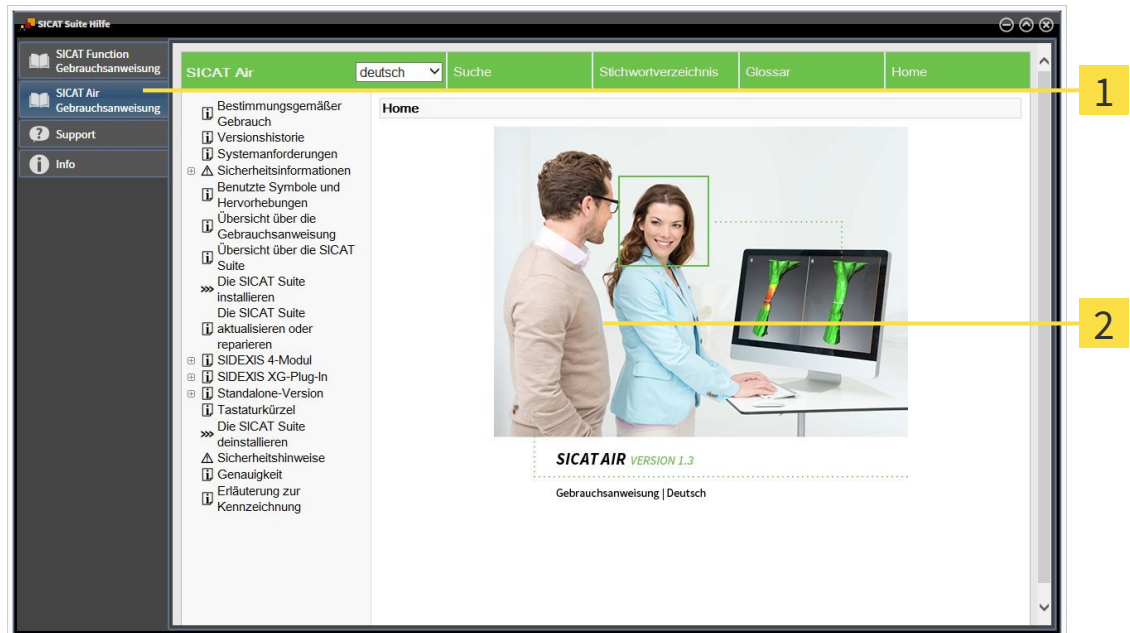 SICAT Suite Hilfe
SICAT Function
Gebrauchsanweisung
SICAT Air
Gebrauchsanweisung
Support
Info
SICAT Air
deutsch
Suche
Stichwortverzeichnis
Glossar
Home
Bestimmungsgemäßer
Gebrauch
Versionshistorie
Systemanforderungen
Sicherheitsinformationen
Benutzte Symbole und
Hervorhebungen
Übersicht über die
Gebrauchsanweisung
Übersicht über die SICAT
Suite
Die SICAT Suite
installieren
Die SICAT Suite
aktualisieren oder
reparieren
SIDEXIS 4-Modul
SIDEXIS XG-Plug-In
Standalone-Version
Tastaturkürzel
Die SICAT Suite
deinstallieren
Sicherheitshinweise
Genauigkeit
Erläuterung zur
Kennzeichnung
Home
SICAT AIR VERSION 1.3
Gebrauchsanweisung | Deutsch
1
2